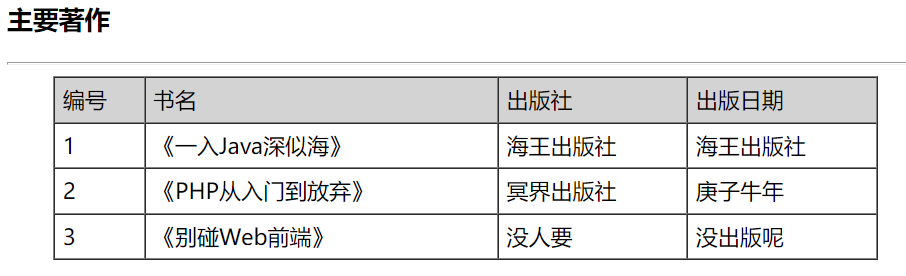 主要著作
编号 书名 出版社 出版日期
1 《一入Java深似海》 海王出版社 海王出版社
2 《PHP从入门到放弃》 冥界出版社 庚子牛年
3 《别碰Web前端》 没人要 没出版呢